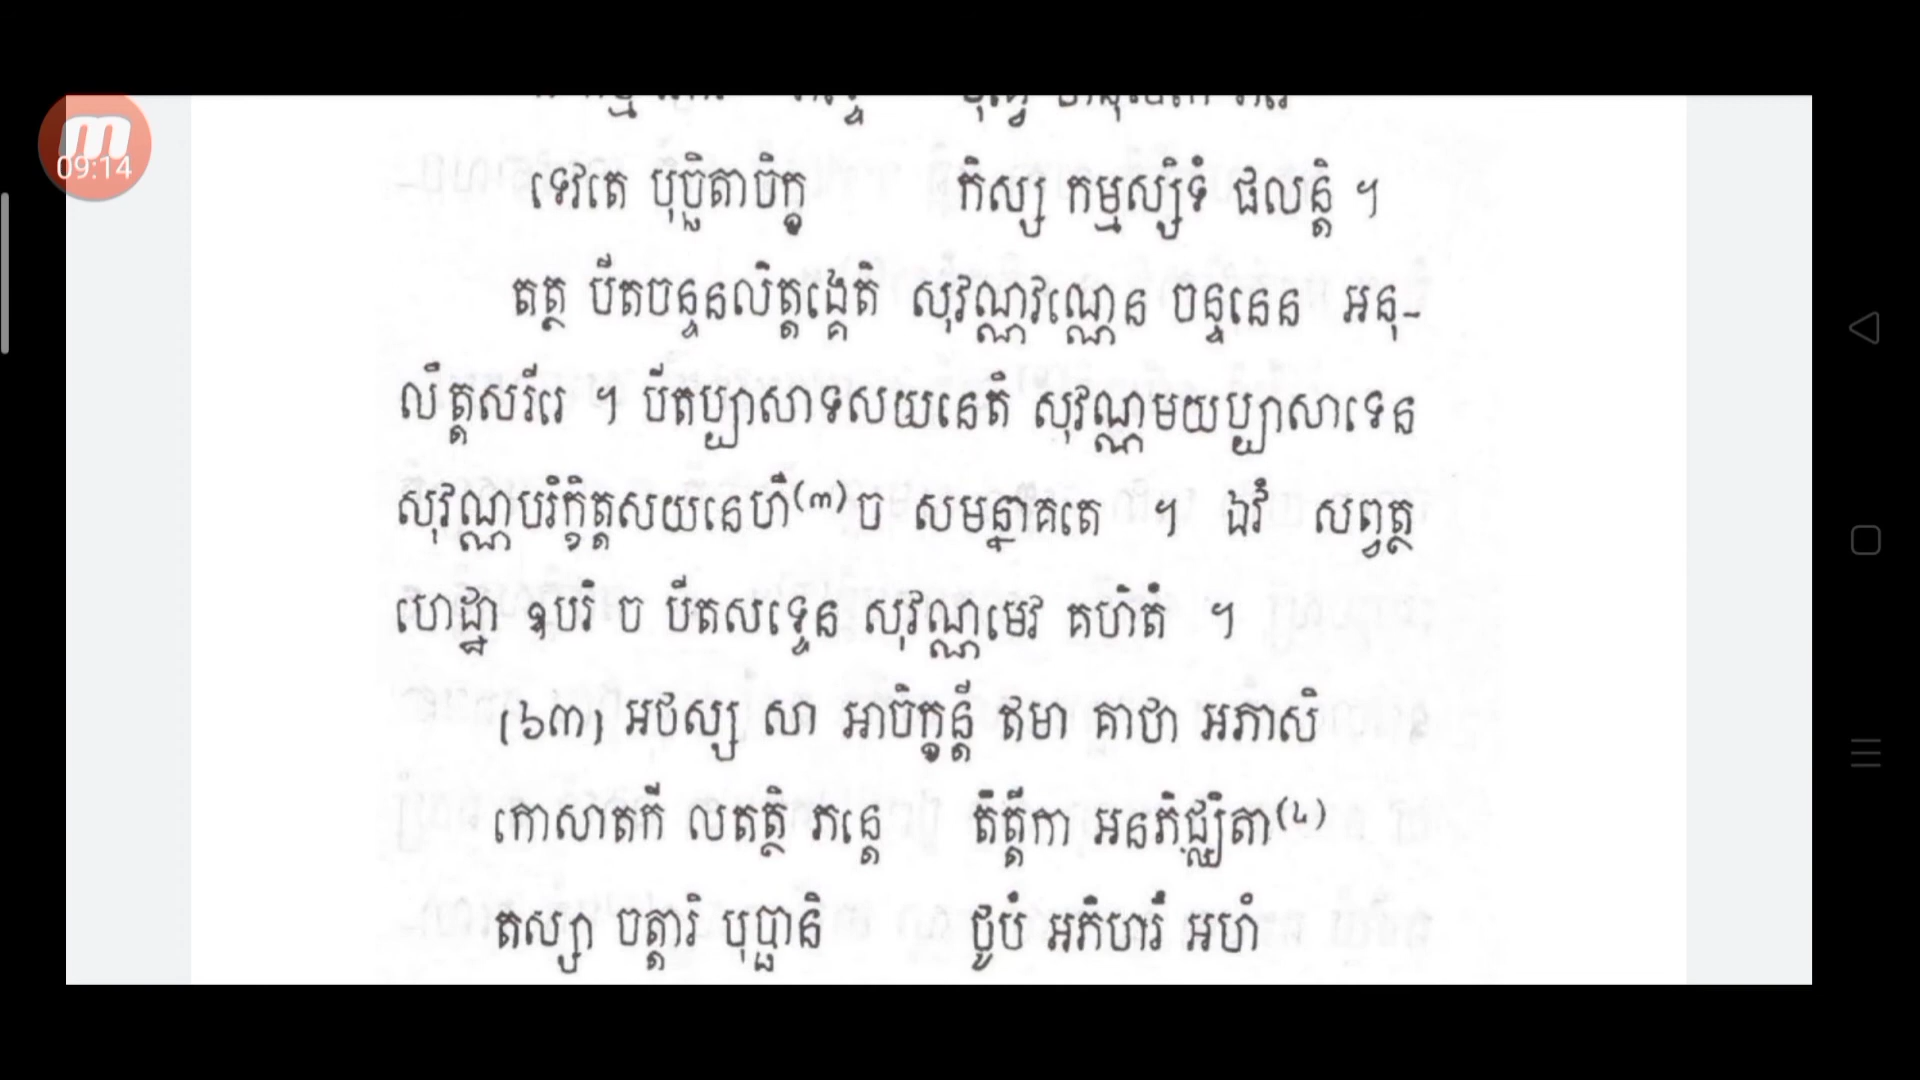 09:14
ទេវតេ បុច្ឆិតាចិក្ខ កិស្ស កម្មស្សិទំ ផលន្តិ ។
តត្ថ បីតចន្ទនលិត្តង្គេតិ សុវណ្ណវណ្ណេន ចន្ទនេន អនុ-
លិត្តសរីរេ ។ បីតប្បាសាទសយនេតិ សុវណ្ណមយប្បាសាទេន
សុវណ្ណបរិក្ខិត្តសយនេហិ(៣) ច សមន្នាគតេ ។ ឯវំ សព្វត្ថ
ហេដ្ឋា ឧបរិ ច បីតសទ្ទេន សុវណ្ណមេវ គហិតំ ។
[៦៣] អថស្ស សា អាចិក្ខន្តី ឥមា គាថា អភាសិ
កោសាតកី លតត្ថិ ភន្តេ តិត្តីកា អនភិជ្ឈិតា(៤)
តស្សា ចត្តារិ បុប្ផានិ ថូបំ អភិហរឹ អហំ